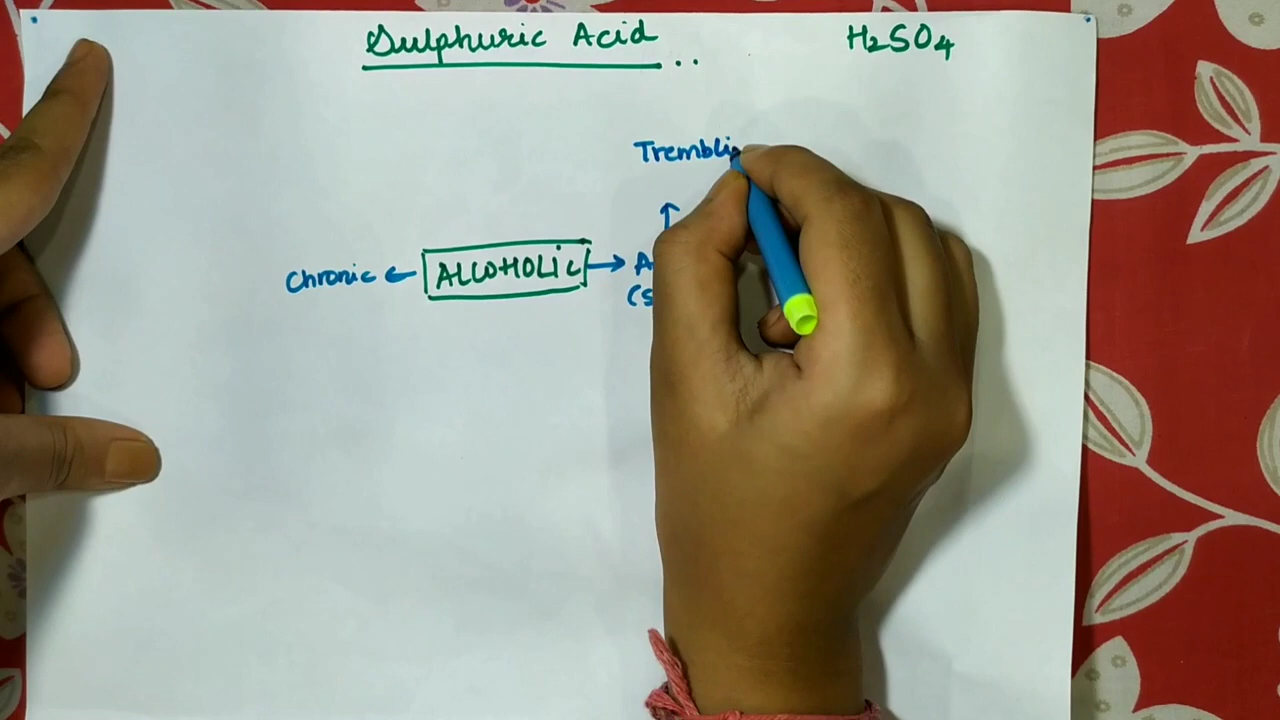 Sulphuric Acid ..
H₂SO₄
Trembli
Chronic ← ALCOHOLic →